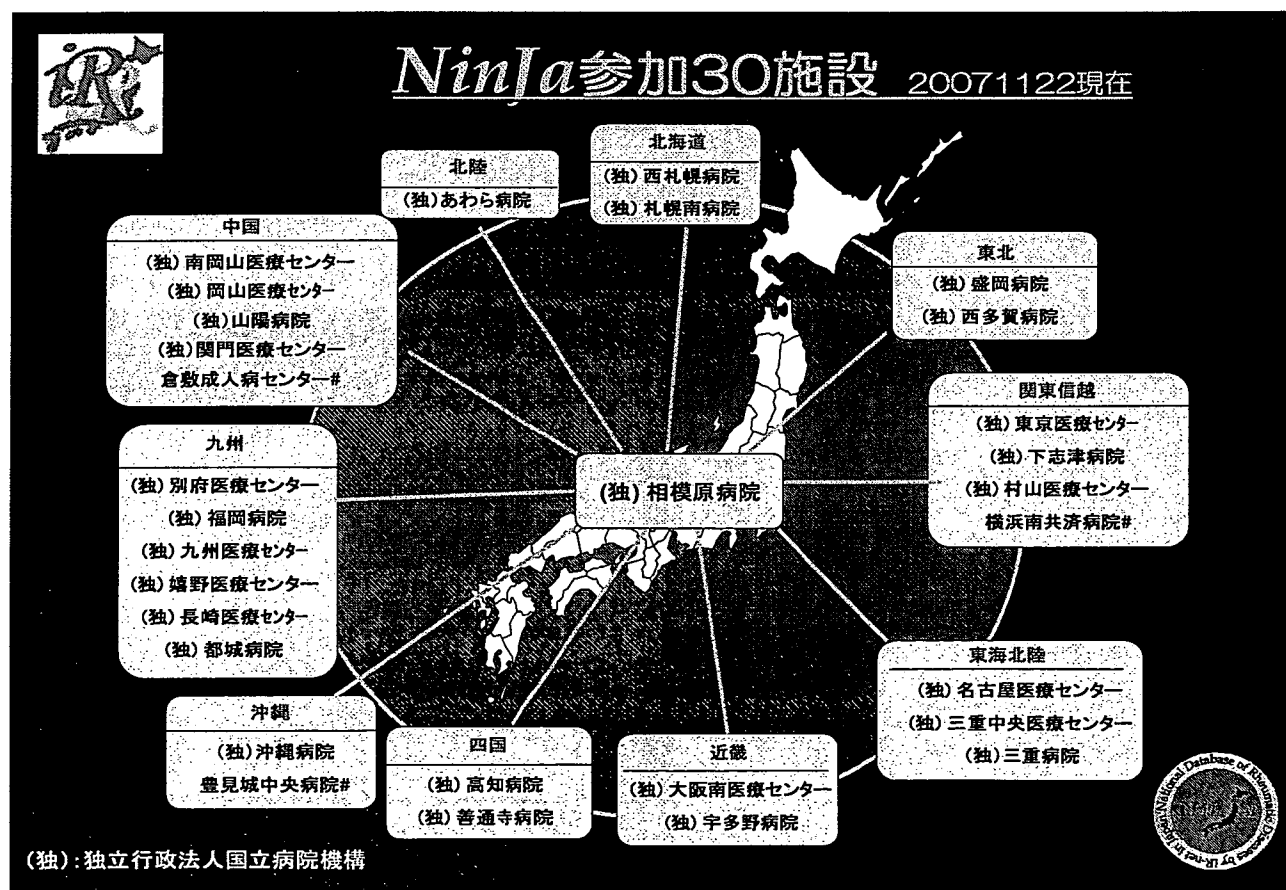 iR
NinJa参加30施設 20071122現在
北海道
(独) 西札幌病院
(独) 札幌南病院
北陸
(独) あわら病院
中国
(独) 南岡山医療センター
(独) 岡山医療センター
(独) 山陽病院
(独) 関門医療センター
倉敷成人病センター#
東北
(独) 盛岡病院
(独) 西多賀病院
関東信越
(独) 東京医療センター
(独) 下志津病院
(独) 村山医療センター
横浜南共済病院#
九州
(独) 別府医療センター
(独) 福岡病院
(独) 九州医療センター
(独) 嬉野医療センター
(独) 長崎医療センター
(独) 都城病院
(独) 相模原病院
東海北陸
(独) 名古屋医療センター
(独) 三重中央医療センター
(独) 三重病院
沖縄
(独) 沖縄病院
豊見城中央病院#
四国
(独) 高知病院
(独) 善通寺病院
近畿
(独) 大阪南医療センター
(独) 宇多野病院
National Database of Rheumatic Diseases by iR-net in Japan
(独):独立行政法人国立病院機構